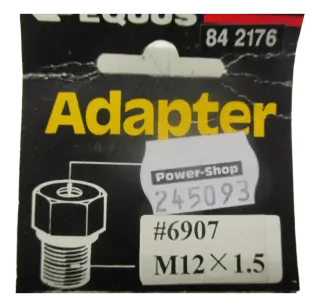 EQUUS
84 2176
Adapter
Power-Shop
245093
#6907
M12×1.5